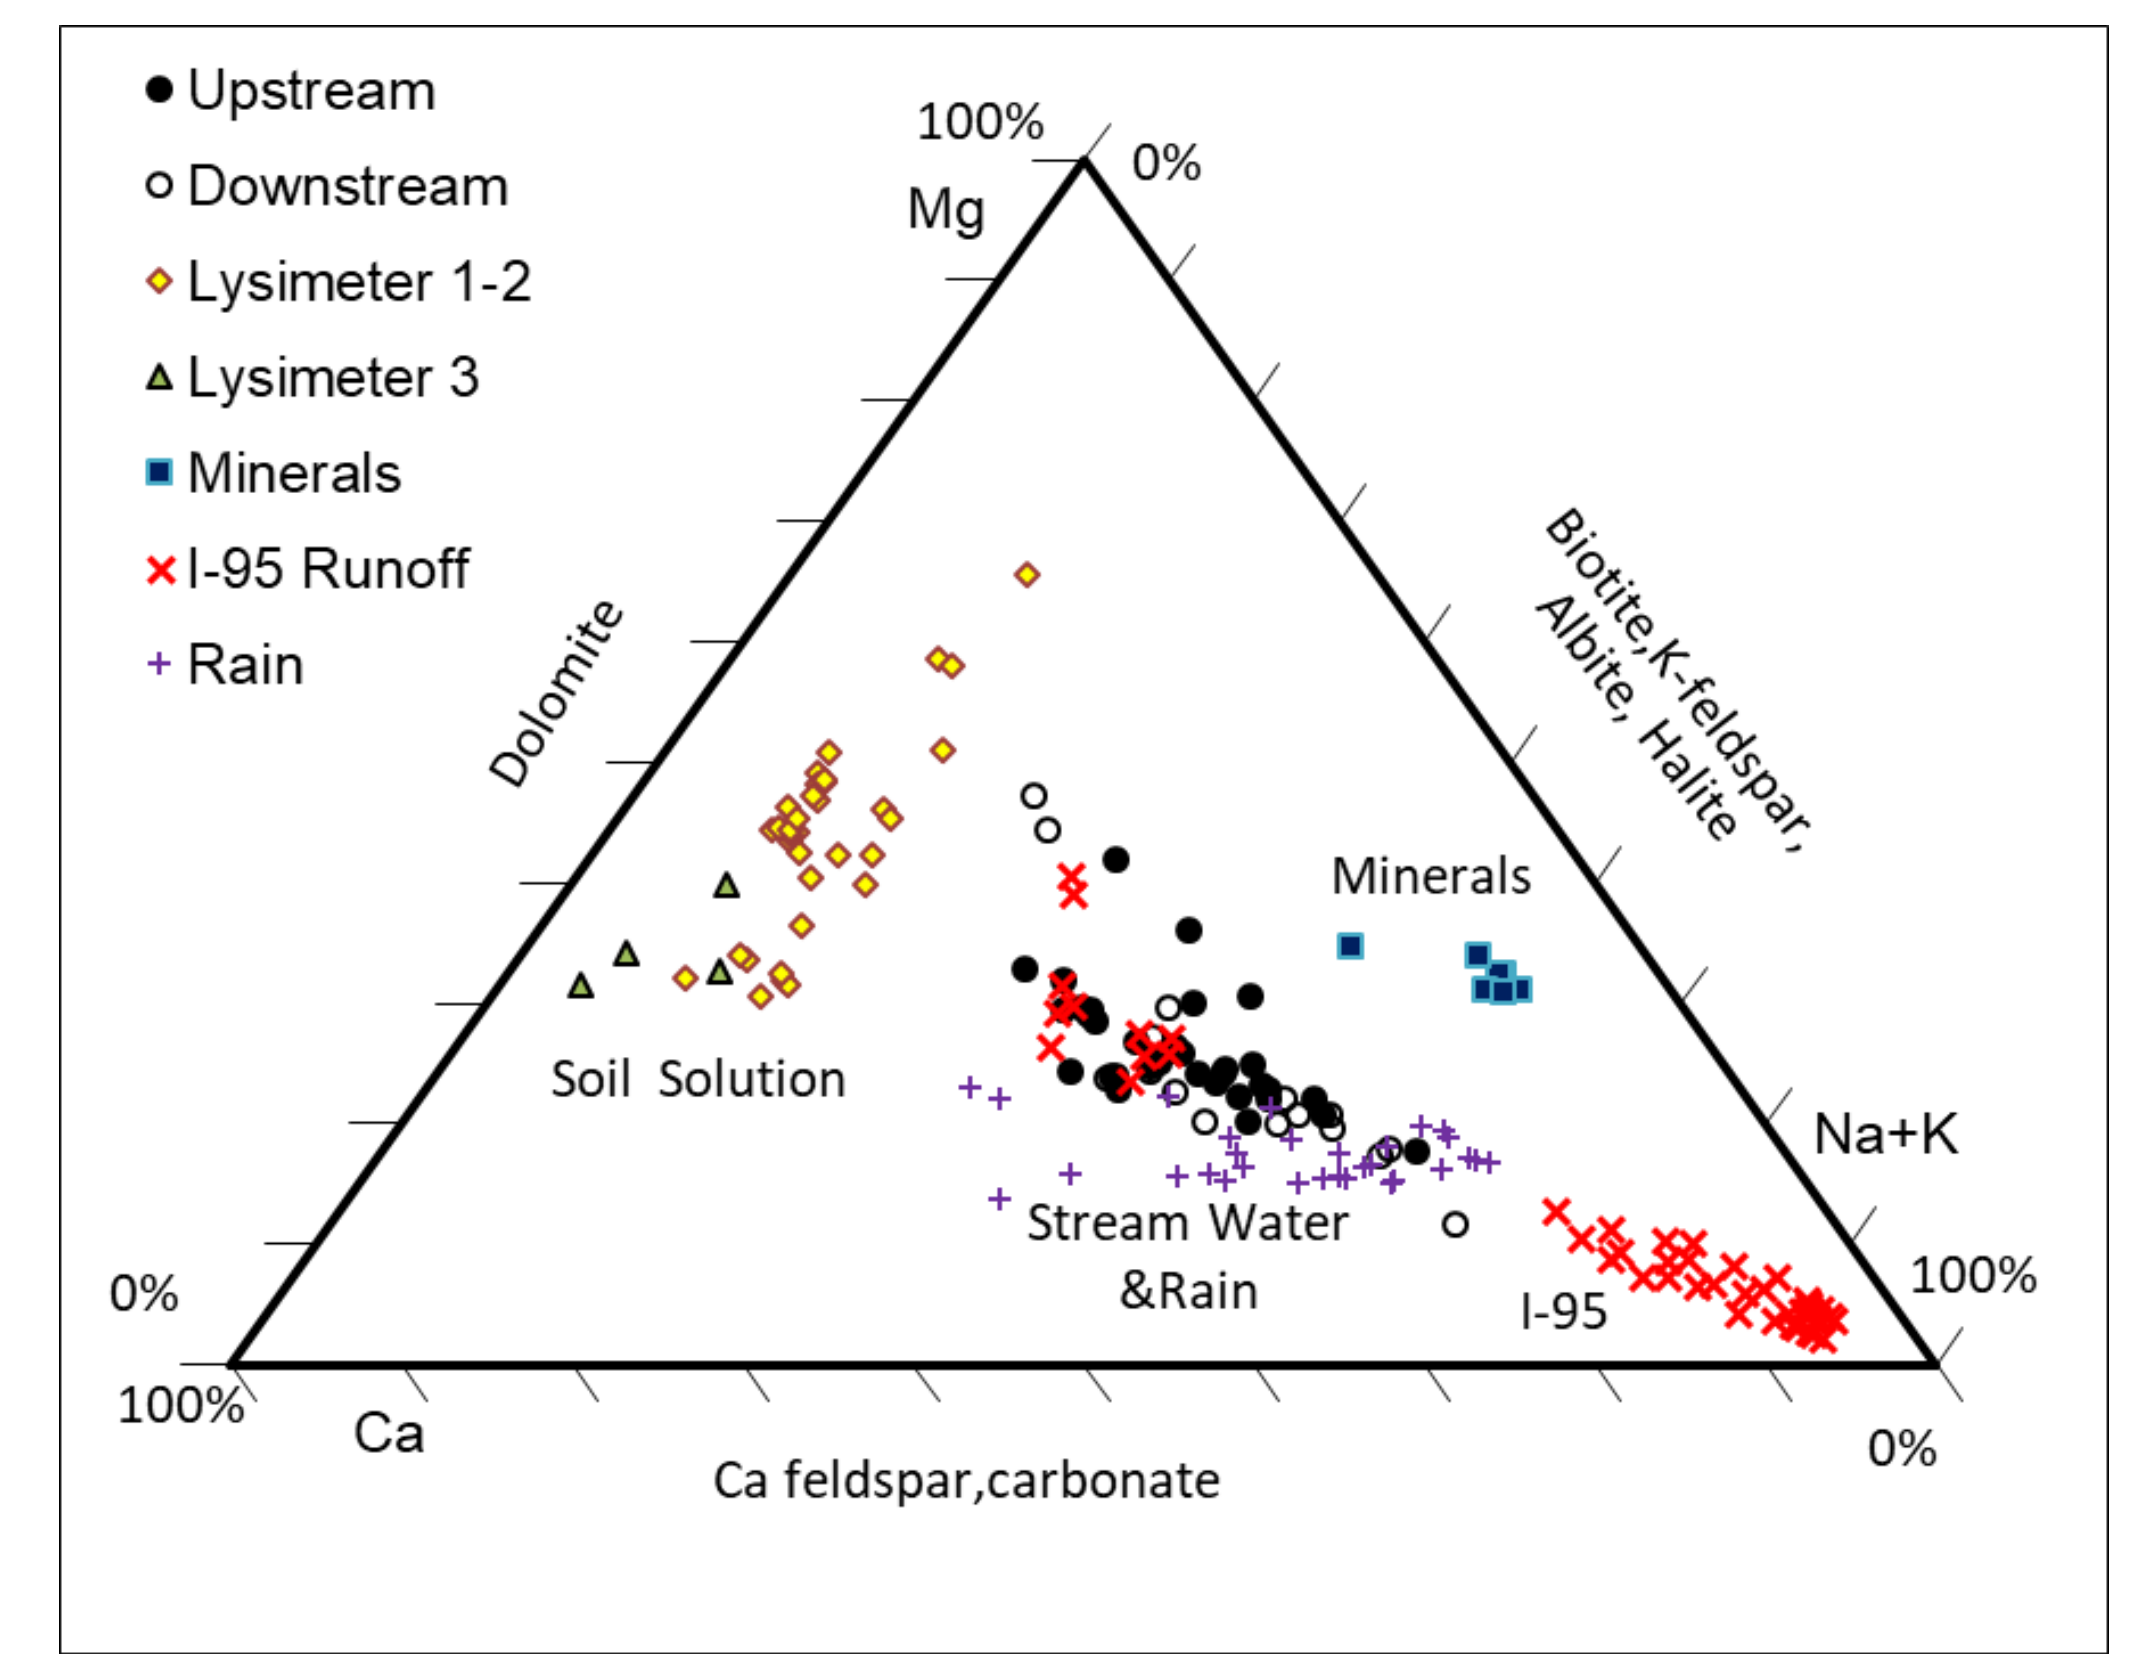 Upstream
Downstream
Lysimeter 1-2
Lysimeter 3
Minerals
I-95 Runoff
Rain
100%
0%
Mg
Dolomite
Biotite,K-feldspar,
Albite, Halite
Minerals
Soil Solution
Na+K
Stream Water
&Rain
I-95
100%
0%
100%
Ca
0%
Ca feldspar,carbonate